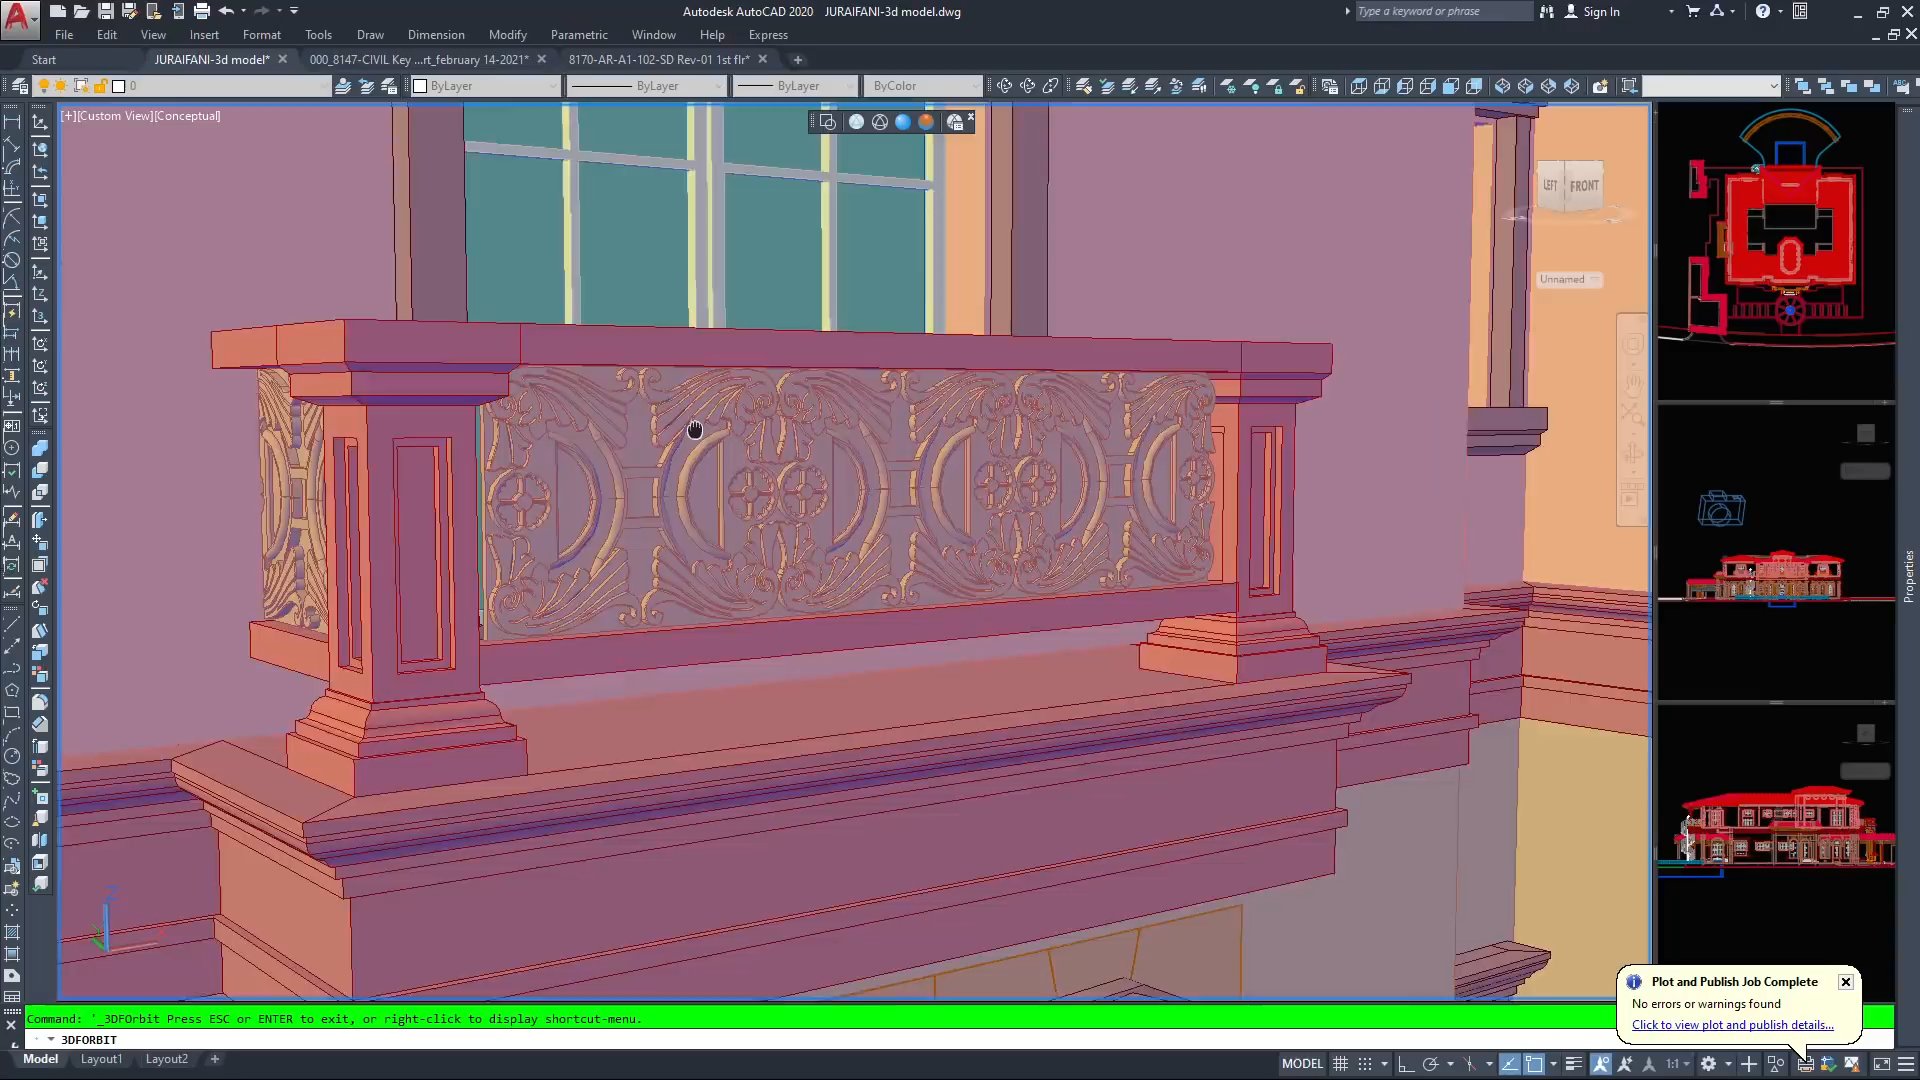 Autodesk AutoCAD 2020 JURAIFANI-3d model.dwg
Type a keyword or phrase
Sign In
File Edit View Insert Format Tools Draw Dimension Modify Parametric Window Help Express
Start
JURAIFANI-3d model*
000_8147-CIVIL Key ...rt_february 14-2021*
8170-AR-A1-102-SD Rev-01 1st flr*
0
ByLayer
ByLayer
ByLayer
ByColor
[+][Custom View][Conceptual]
LEFT
FRONT
Unnamed
Properties
Plot and Publish Job Complete
No errors or warnings found
Click to view plot and publish details...
Command: '_3DFOrbit Press ESC or ENTER to exit, or right-click to display shortcut-menu.
3DFORBIT
Model Layout1 Layout2
MODEL
1:1